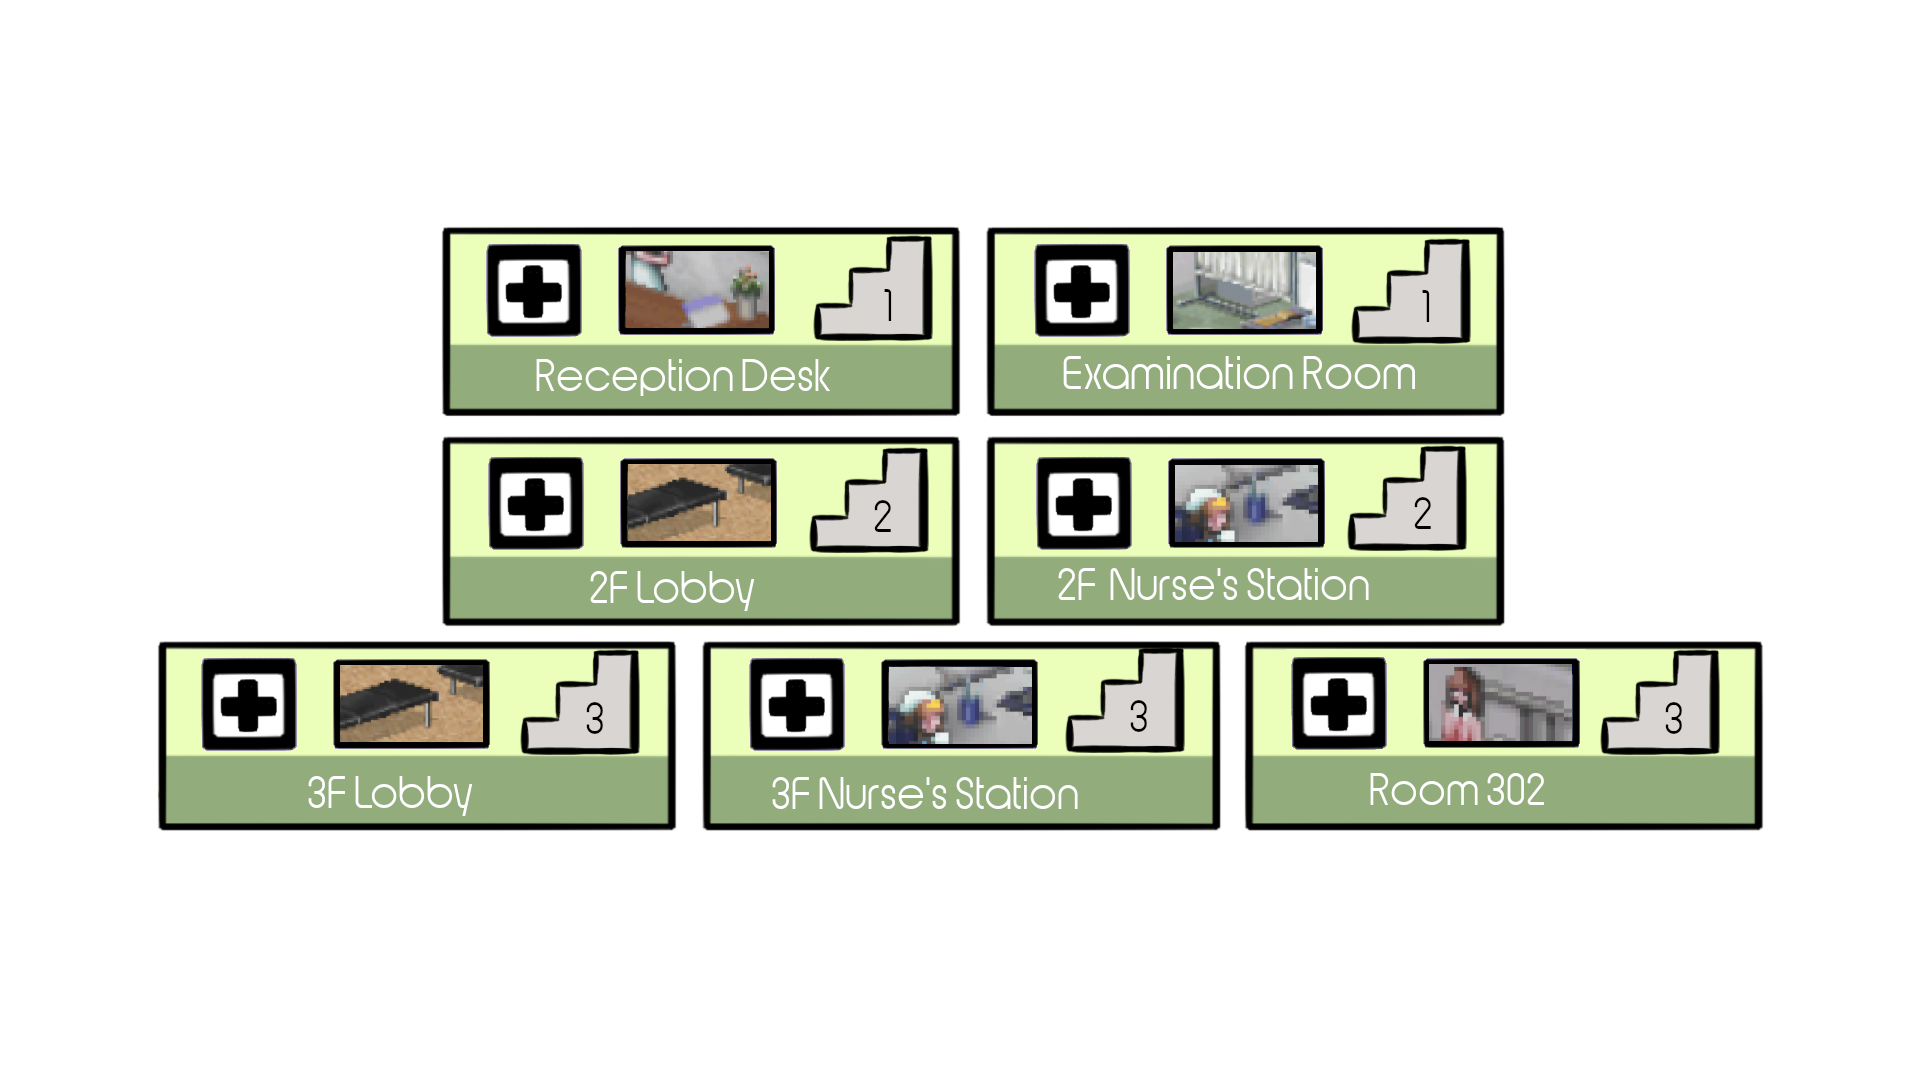 1
Reception Desk
1
Examination Room
2
2F Lobby
2
2F Nurse's Station
3
3F Lobby
3
3F Nurse's Station
3
Room 302